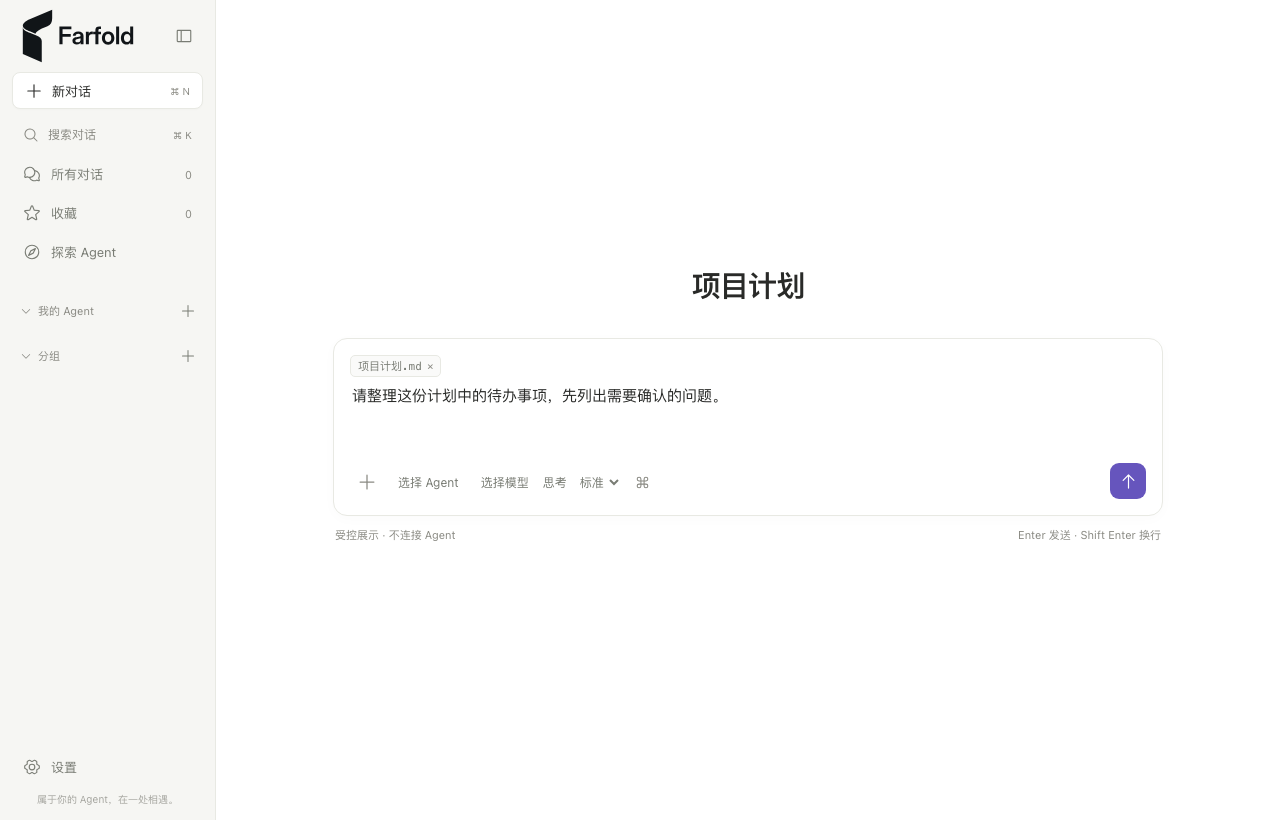 Farfold
新对话 ⌘ N
搜索对话 ⌘ K
所有对话 0
收藏 0
探索 Agent
我的 Agent
分组
项目计划
项目计划.md ×
请整理这份计划中的待办事项，先列出需要确认的问题。
选择 Agent 选择模型 思考 标准 ⌘
受控展示 · 不连接 Agent Enter 发送 · Shift Enter 换行
设置
属于你的 Agent，在一处相遇。